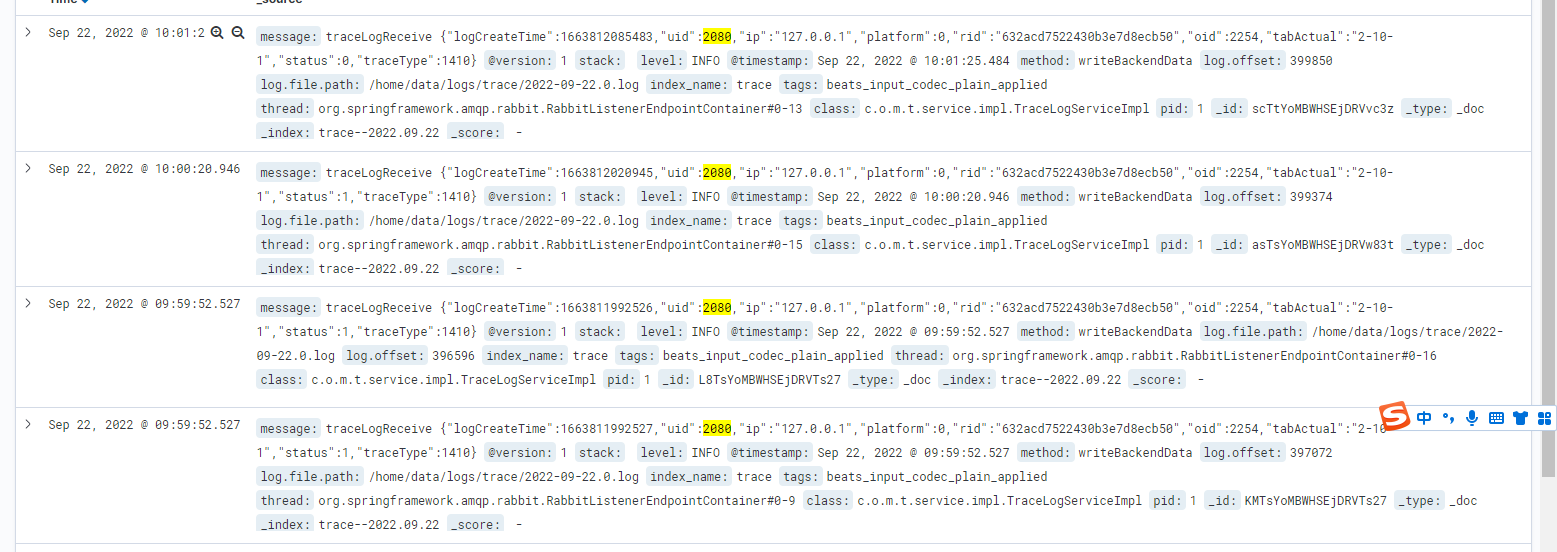 Sep 22, 2022 @ 10:01:2
message: traceLogReceive {"logCreateTime":1663812085483,"uid":2080,"ip":"127.0.0.1","platform":0,"rid":"632acd7522430b3e7d8ecb50","oid":2254,"tabActual":"2-10-
1","status":0,"traceType":1410} @version: 1 stack: level: INFO @timestamp: Sep 22, 2022 @ 10:01:25.484 method: writeBackendData log.offset: 399850
log.file.path: /home/data/logs/trace/2022-09-22.0.log index_name: trace tags: beats_input_codec_plain_applied
thread: org.springframework.amqp.rabbit.RabbitListenerEndpointContainer#0-13 class: c.o.m.t.service.impl.TraceLogServiceImpl pid: 1 _id: scTtYoMBWHSEjDRVvc3z _type: _doc
_index: trace--2022.09.22 _score: -
Sep 22, 2022 @ 10:00:20.946
message: traceLogReceive {"logCreateTime":1663812020945,"uid":2080,"ip":"127.0.0.1","platform":0,"rid":"632acd7522430b3e7d8ecb50","oid":2254,"tabActual":"2-10-
1","status":1,"traceType":1410} @version: 1 stack: level: INFO @timestamp: Sep 22, 2022 @ 10:00:20.946 method: writeBackendData log.offset: 399374
log.file.path: /home/data/logs/trace/2022-09-22.0.log index_name: trace tags: beats_input_codec_plain_applied
thread: org.springframework.amqp.rabbit.RabbitListenerEndpointContainer#0-15 class: c.o.m.t.service.impl.TraceLogServiceImpl pid: 1 _id: asTsYoMBWHSEjDRVw83t _type: _doc
_index: trace--2022.09.22 _score: -
Sep 22, 2022 @ 09:59:52.527
message: traceLogReceive {"logCreateTime":1663811992526,"uid":2080,"ip":"127.0.0.1","platform":0,"rid":"632acd7522430b3e7d8ecb50","oid":2254,"tabActual":"2-10-
1","status":1,"traceType":1410} @version: 1 stack: level: INFO @timestamp: Sep 22, 2022 @ 09:59:52.527 method: writeBackendData log.file.path: /home/data/logs/trace/2022-
09-22.0.log log.offset: 396596 index_name: trace tags: beats_input_codec_plain_applied thread: org.springframework.amqp.rabbit.RabbitListenerEndpointContainer#0-16
class: c.o.m.t.service.impl.TraceLogServiceImpl pid: 1 _id: L8TsYoMBWHSEjDRVTs27 _type: _doc _index: trace--2022.09.22 _score: -
Sep 22, 2022 @ 09:59:52.527
message: traceLogReceive {"logCreateTime":1663811992527,"uid":2080,"ip":"127.0.0.1","platform":0,"rid":"632acd7522430b3e7d8ecb50","oid":2254,"tabActual":"2-10
1","status":1,"traceType":1410} @version: 1 stack: level: INFO @timestamp: Sep 22, 2022 @ 09:59:52.527 method: writeBackendData log.offset: 397072
log.file.path: /home/data/logs/trace/2022-09-22.0.log index_name: trace tags: beats_input_codec_plain_applied
thread: org.springframework.amqp.rabbit.RabbitListenerEndpointContainer#0-9 class: c.o.m.t.service.impl.TraceLogServiceImpl pid: 1 _id: KMTsYoMBWHSEjDRVTs27 _type: _doc
_index: trace--2022.09.22 _score: -
S 中